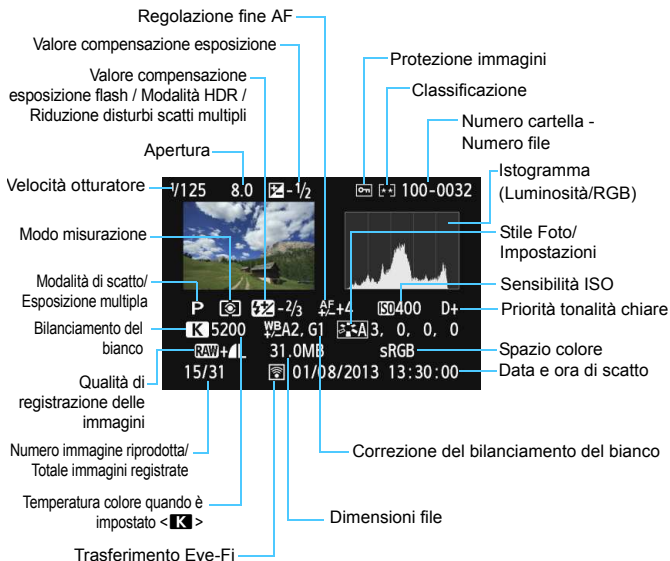 Regolazione fine AF
Valore compensazione esposizione
Valore compensazione
esposizione flash / Modalità HDR /
Riduzione disturbi scatti multipli
Apertura
Velocità otturatore
Modo misurazione
Modalità di scatto/
Esposizione multipla
Bilanciamento del
bianco
Qualità di
registrazione delle
immagini
Numero immagine riprodotta/
Totale immagini registrate
Temperatura colore quando è
impostato <K>
Trasferimento Eye-Fi
Protezione immagini
Classificazione
Numero cartella -
Numero file
Istogramma
(Luminosità/RGB)
Stile Foto/
Impostazioni
Sensibilità ISO
Priorità tonalità chiare
Spazio colore
Data e ora di scatto
Correzione del bilanciamento del bianco
Dimensioni file
1/125 8.0 -1/2 100-0032
P -2/3 AF+4 ISO400 D+
K 5200 WB A2, G1 A 3, 0, 0, 0
RAW+L 31.0MB sRGB
15/31 01/08/2013 13:30:00